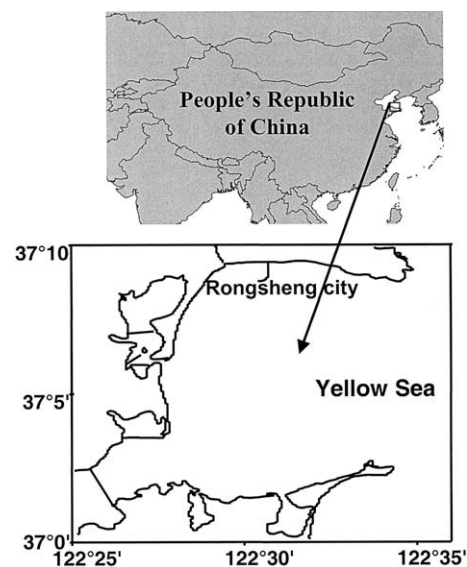 People's Republic
of China
37°10'
Rongsheng city
Yellow Sea
37°5'
37°0'
122°25'
122°30'
122°35'